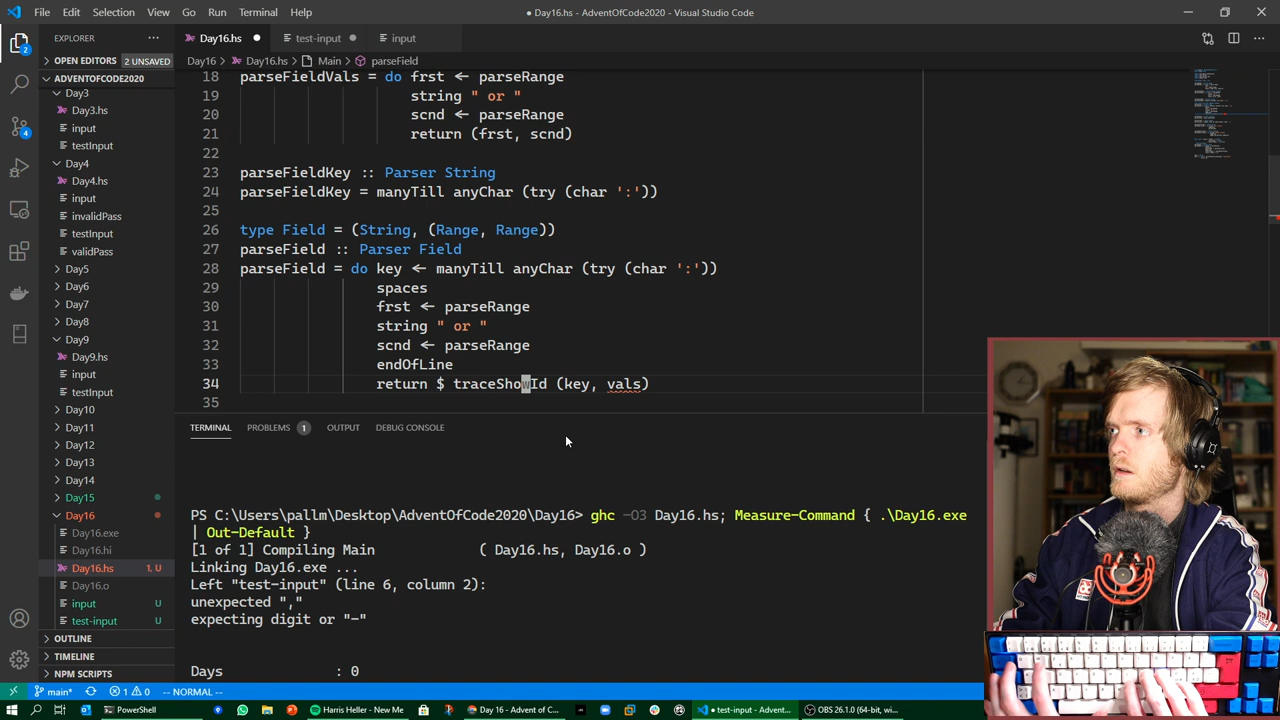 File Edit Selection View Go Run Terminal Help
● Day16.hs - AdventOfCode2020 - Visual Studio Code
EXPLORER ...
Day16.hs ● test-input ● input
OPEN EDITORS 2 UNSAVED
Day16 > Day16.hs > Main > parseField
ADVENTOFCODE2020
Day3
Day3.hs
input
testInput
Day4
Day4.hs
input
invalidPass
testInput
validPass
Day5
Day6
Day7
Day8
Day9
Day9.hs
input
testInput
Day10
Day11
Day12
Day13
Day14
Day15
Day16
Day16.exe
Day16.hi
Day16.hs 1, U
Day16.o
input U
test-input U
OUTLINE
TIMELINE
NPM SCRIPTS
2
4
18 parseFieldVals = do frst ← parseRange
19 string " or "
20 scnd ← parseRange
21 return (frst, scnd)
22
23 parseFieldKey :: Parser String
24 parseFieldKey = manyTill anyChar (try (char ':'))
25
26 type Field = (String, (Range, Range))
27 parseField :: Parser Field
28 parseField = do key ← manyTill anyChar (try (char ':'))
29 spaces
30 frst ← parseRange
31 string " or "
32 scnd ← parseRange
33 endOfLine
34 return $ traceShowId (key, vals)
35
TERMINAL PROBLEMS 1 OUTPUT DEBUG CONSOLE
PS C:\Users\pallm\Desktop\AdventOfCode2020\Day16> ghc -O3 Day16.hs; Measure-Command { .\Day16.exe
| Out-Default }
[1 of 1] Compiling Main ( Day16.hs, Day16.o )
Linking Day16.exe ...
Left "test-input" (line 6, column 2):
unexpected ","
expecting digit or "-"
Days : 0
main* 1 0 -- NORMAL --
PowerShell
Harris Heller - New Me
Day 16 - Advent of C...
● test-input - Advent...
OBS 26.1.0 (64-bit, wi...